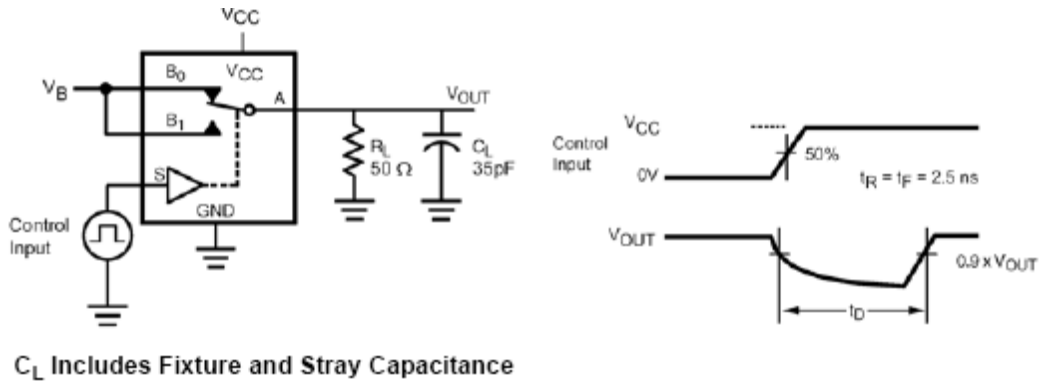 VCC
VB
B0
VCC
A
VOUT
B1
RL
50 Ω
CL
35pF
S
GND
Control
Input
CL Includes Fixture and Stray Capacitance
Control
Input
VCC
0V
50%
tR = tF = 2.5 ns
VOUT
0.9 x VOUT
tD